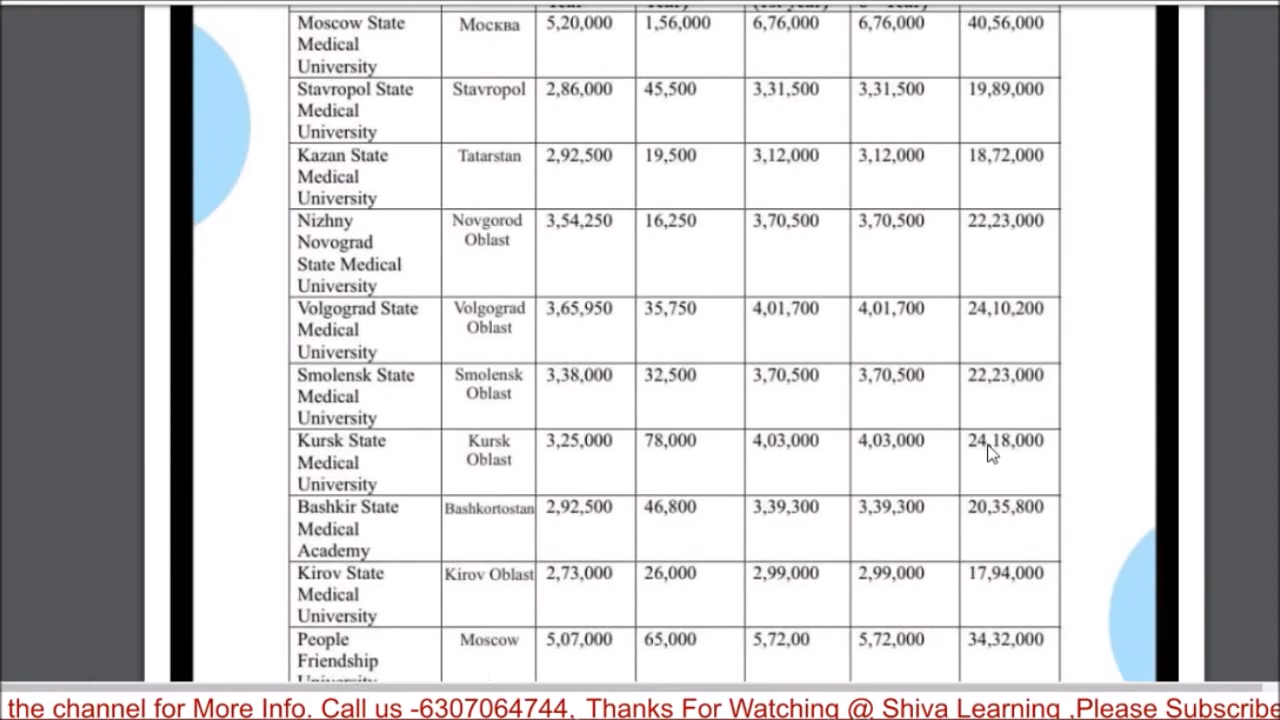 Moscow State Москва 5,20,000 1,56,000 6,76,000 6,76,000 40,56,000
Medical
University
Stavropol State Stavropol 2,86,000 45,500 3,31,500 3,31,500 19,89,000
Medical
University
Kazan State Tatarstan 2,92,500 19,500 3,12,000 3,12,000 18,72,000
Medical
University
Nizhny Novgorod 3,54,250 16,250 3,70,500 3,70,500 22,23,000
Novograd Oblast
State Medical
University
Volgograd State Volgograd 3,65,950 35,750 4,01,700 4,01,700 24,10,200
Medical Oblast
University
Smolensk State Smolensk 3,38,000 32,500 3,70,500 3,70,500 22,23,000
Medical Oblast
University
Kursk State Kursk 3,25,000 78,000 4,03,000 4,03,000 24,18,000
Medical Oblast
University
Bashkir State Bashkortostan 2,92,500 46,800 3,39,300 3,39,300 20,35,800
Medical
Academy
Kirov State Kirov Oblast 2,73,000 26,000 2,99,000 2,99,000 17,94,000
Medical
University
People Moscow 5,07,000 65,000 5,72,00 5,72,000 34,32,000
Friendship
the channel for More Info. Call us -6307064744, Thanks For Watching @ Shiva Learning ,Please Subscribe